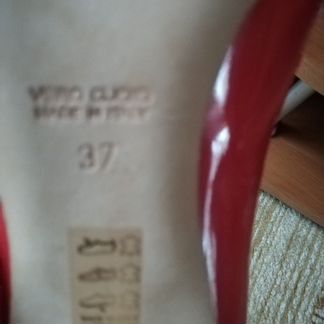 VERO CUOIO
MADE IN ITALY
37